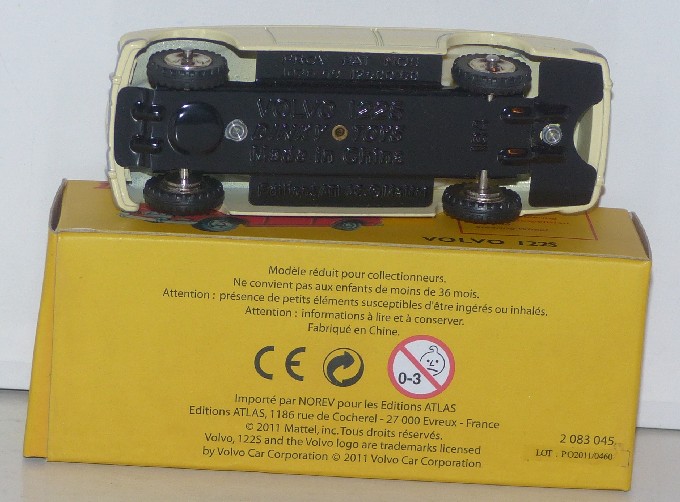 VOLVO 122S
DINKY TOYS
Made in China
VOLVO 122S
Modèle réduit pour collectionneurs.
Ne convient pas aux enfants de moins de 36 mois.
Attention : présence de petits éléments susceptibles d'être ingérés ou inhalés.
Attention : informations à lire et à conserver.
Fabriqué en Chine.
CE
0-3
Importé par NOREV pour les Editions ATLAS
Editions ATLAS, 1186 rue de Cocherel - 27 000 Evreux - France
© 2011 Mattel, inc. Tous droits réservés.
Volvo, 122S and the Volvo logo are trademarks licensed
by Volvo Car Corporation © 2011 Volvo Car Corporation
2 083 045
LOT : PO2011/0460